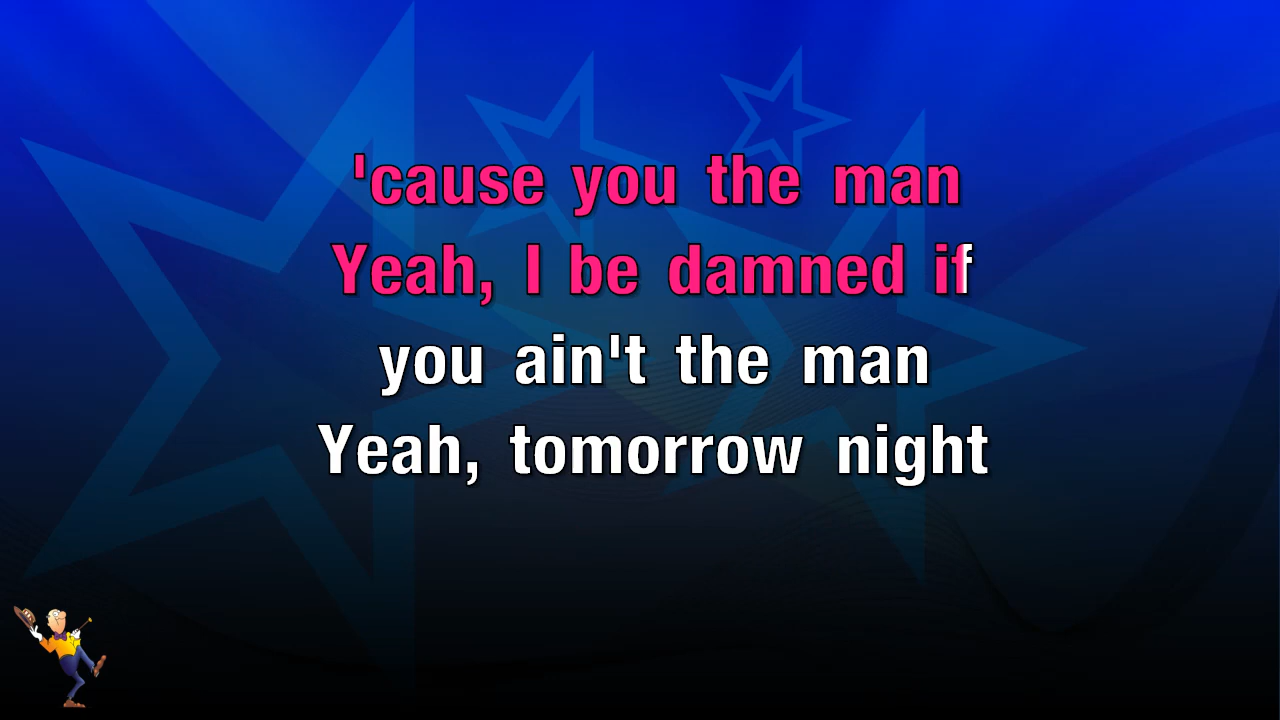 'cause you the man
Yeah, I be damned if
you ain't the man
Yeah, tomorrow night